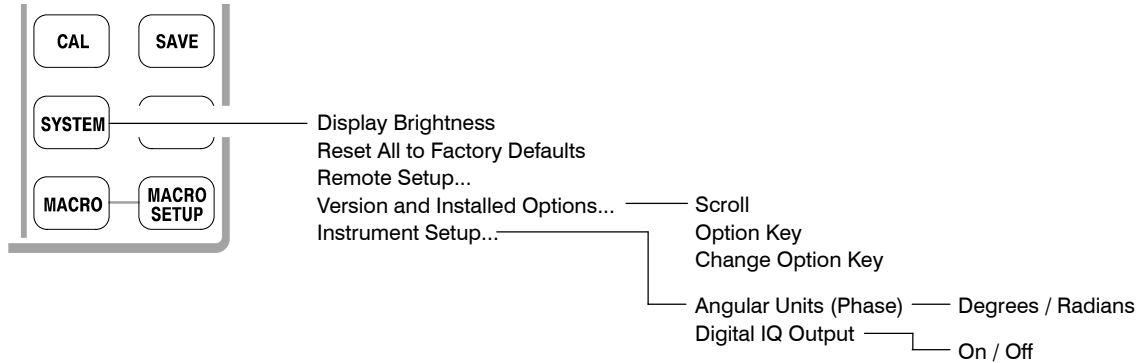 CAL
SAVE
SYSTEM
Display Brightness
Reset All to Factory Defaults
Remote Setup...
MACRO
MACRO
SETUP
Version and Installed Options...
Scroll
Instrument Setup...
Option Key
Change Option Key
Angular Units (Phase)
Degrees / Radians
Digital IQ Output
On / Off